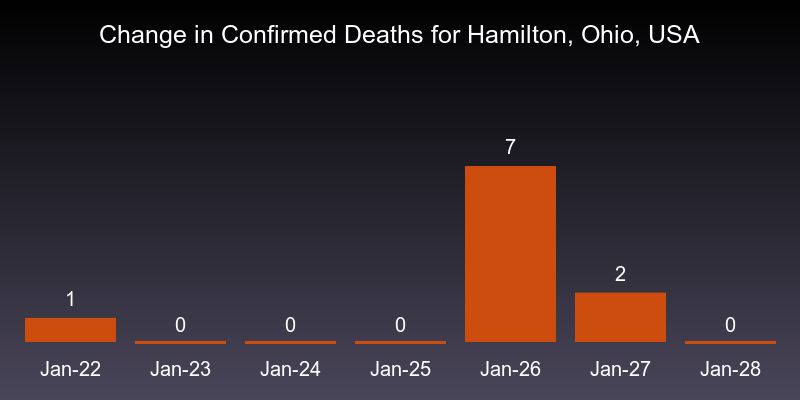 Change in Confirmed Deaths for Hamilton, Ohio, USA
7
2
1
0 0 0 0
Jan-22 Jan-23 Jan-24 Jan-25 Jan-26 Jan-27 Jan-28